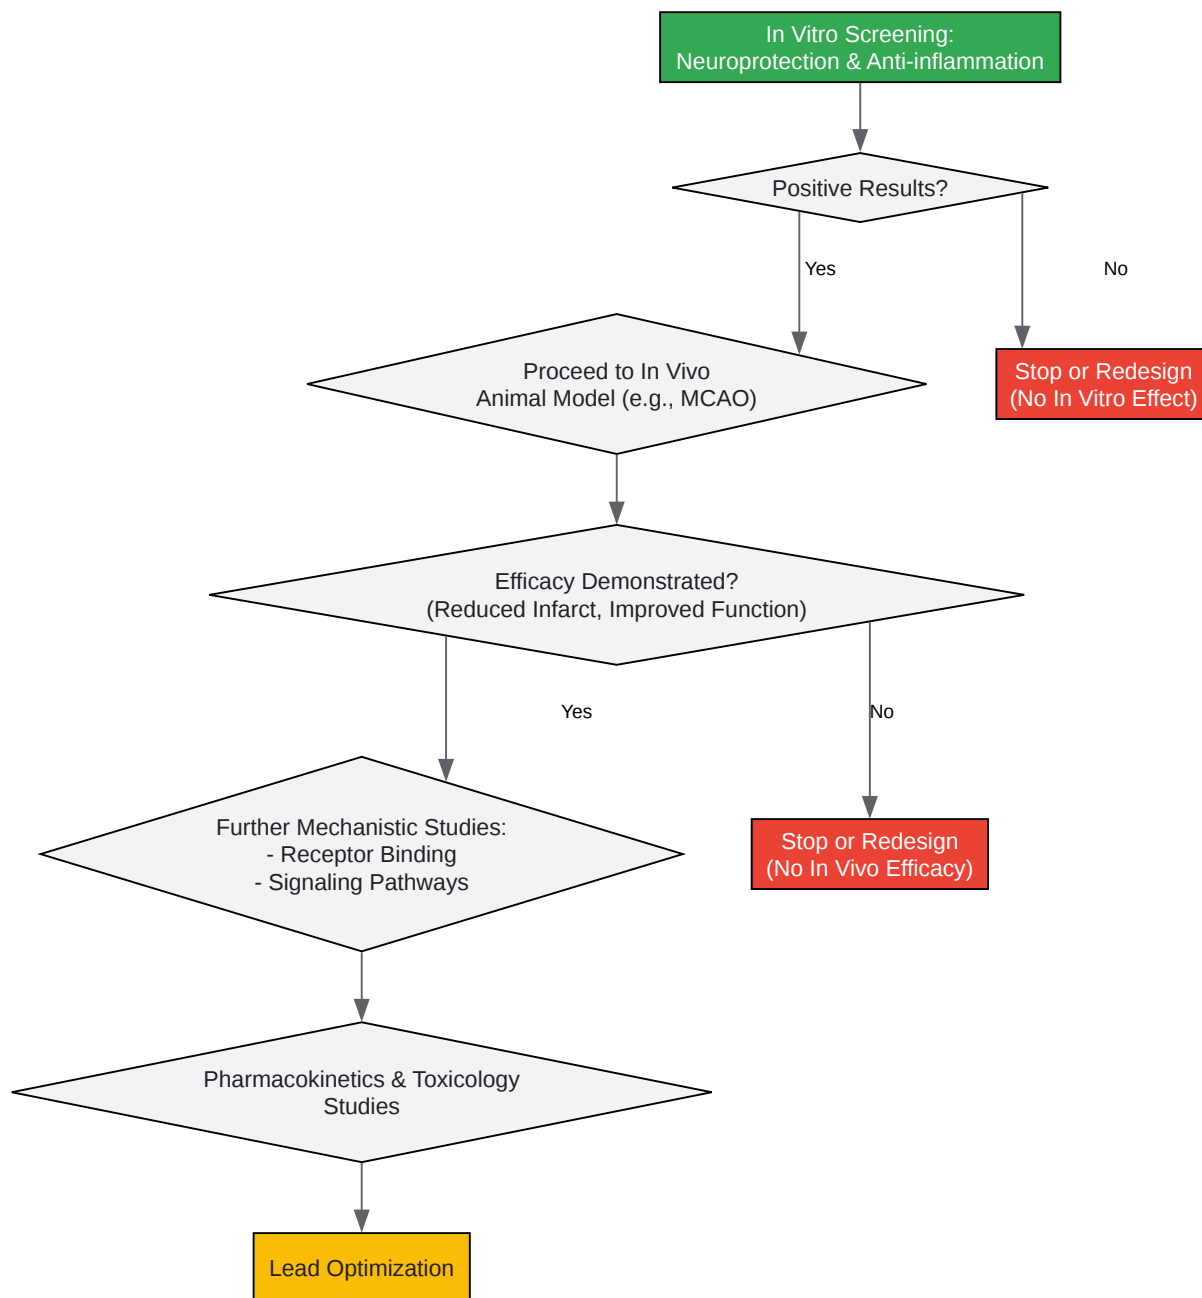 In Vitro Screening:
Neuroprotection & Anti-inflammation
Positive Results?
Yes
No
Proceed to In Vivo
Animal Model (e.g., MCAO)
Stop or Redesign
(No In Vitro Effect)
Efficacy Demonstrated?
(Reduced Infarct, Improved Function)
Yes
No
Further Mechanistic Studies:
- Receptor Binding
- Signaling Pathways
Stop or Redesign
(No In Vivo Efficacy)
Pharmacokinetics & Toxicology
Studies
Lead Optimization